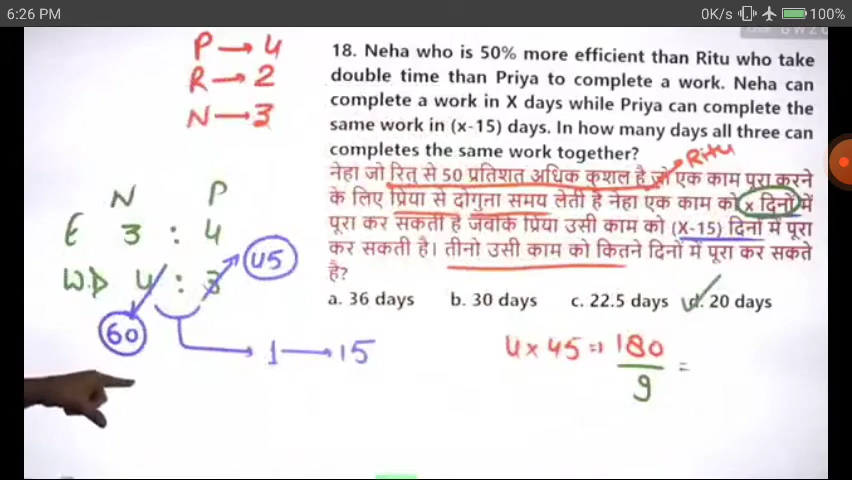 6:26 PM
0K/s
100%
P → 4
R → 2
N → 3
18. Neha who is 50% more efficient than Ritu who take
double time than Priya to complete a work. Neha can
complete a work in X days while Priya can complete the
same work in (x-15) days. In how many days all three can
completes the same work together?
Ritu
नेहा जो रितु से 50 प्रतिशत अधिक कुशल है जो एक काम पूरा करने
के लिए प्रिया से दोगुना समय लेती है नेहा एक काम को x दिनों में
पूरा कर सकती है जबकि प्रिया उसी काम को (X-15) दिनों में पूरा
कर सकती है। तीनो उसी काम को कितने दिनों में पूरा कर सकते
है?
a. 36 days b. 30 days c. 22.5 days d. 20 days
N P
E 3 : 4
W.D 4 : 3
45
60
1 → 15
4 × 45 ⇒ 180
9 =